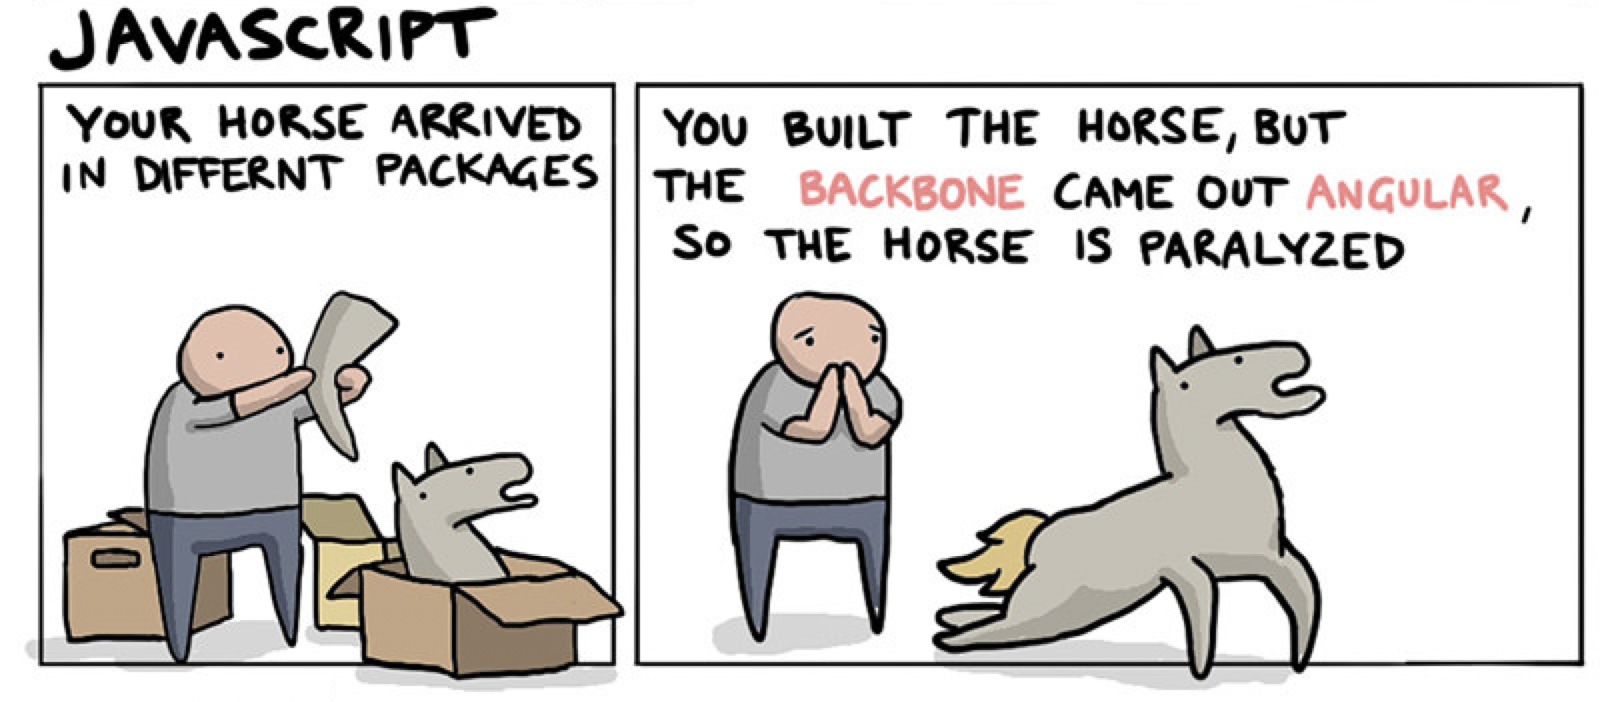 JAVASCRIPT
YOUR HORSE ARRIVED
IN DIFFERNT PACKAGES
YOU BUILT THE HORSE, BUT
THE BACKBONE CAME OUT ANGULAR,
SO THE HORSE IS PARALYZED